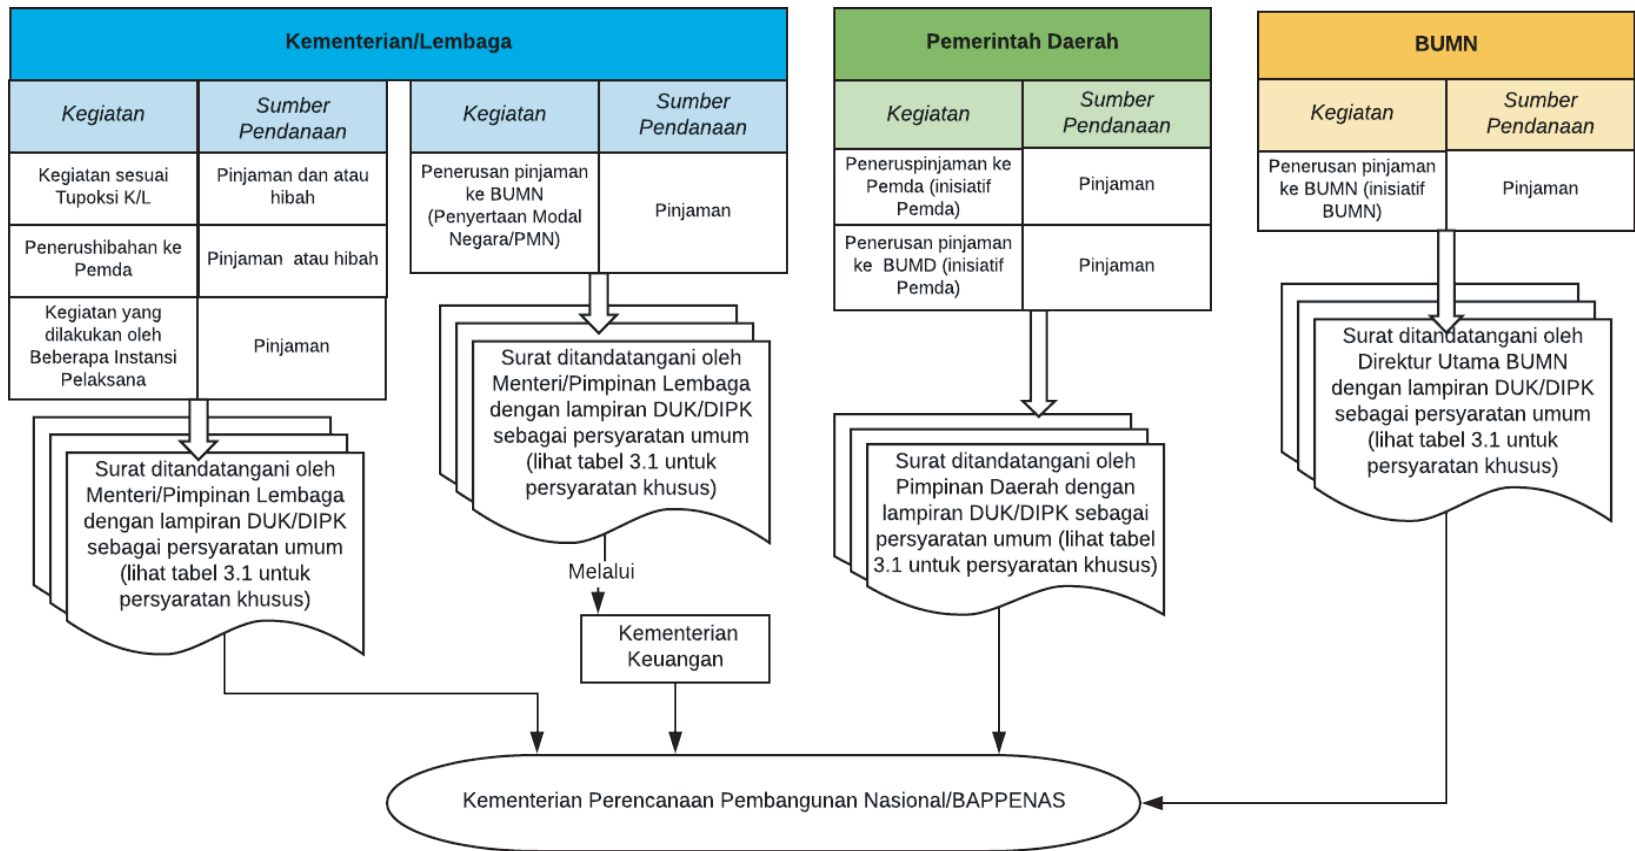 Kementerian/Lembaga
Kegiatan
Sumber
Pendanaan
Kegiatan sesuai
Tupoksi K/L
Pinjaman dan atau
hibah
Penerushibahan ke
Pemda
Pinjaman atau hibah
Kegiatan yang
dilakukan oleh
Beberapa Instansi
Pelaksana
Pinjaman
Surat ditandatangani oleh
Menteri/Pimpinan Lembaga
dengan lampiran DUK/DIPK
sebagai persyaratan umum
(lihat tabel 3.1 untuk
persyaratan khusus)
Kegiatan
Sumber
Pendanaan
Penerusan pinjaman
ke BUMN
(Penyertaan Modal
Negara/PMN)
Pinjaman
Surat ditandatangani oleh
Menteri/Pimpinan Lembaga
dengan lampiran DUK/DIPK
sebagai persyaratan umum
(lihat tabel 3.1 untuk
persyaratan khusus)
Melalui
Kementerian
Keuangan
Pemerintah Daerah
Kegiatan
Sumber
Pendanaan
Peneruspinjaman ke
Pemda (inisiatif
Pemda)
Pinjaman
Penerusan pinjaman
ke BUMD (inisiatif
Pemda)
Pinjaman
Surat ditandatangani oleh
Pimpinan Daerah dengan
lampiran DUK/DIPK sebagai
persyaratan umum (lihat tabel
3.1 untuk persyaratan khusus)
BUMN
Kegiatan
Sumber
Pendanaan
Penerusan pinjaman
ke BUMN (inisiatif
BUMN)
Pinjaman
Surat ditandatangani oleh
Direktur Utama BUMN
dengan lampiran DUK/DIPK
sebagai persyaratan umum
(lihat tabel 3.1 untuk
persyaratan khusus)
Kementerian Perencanaan Pembangunan Nasional/BAPPENAS